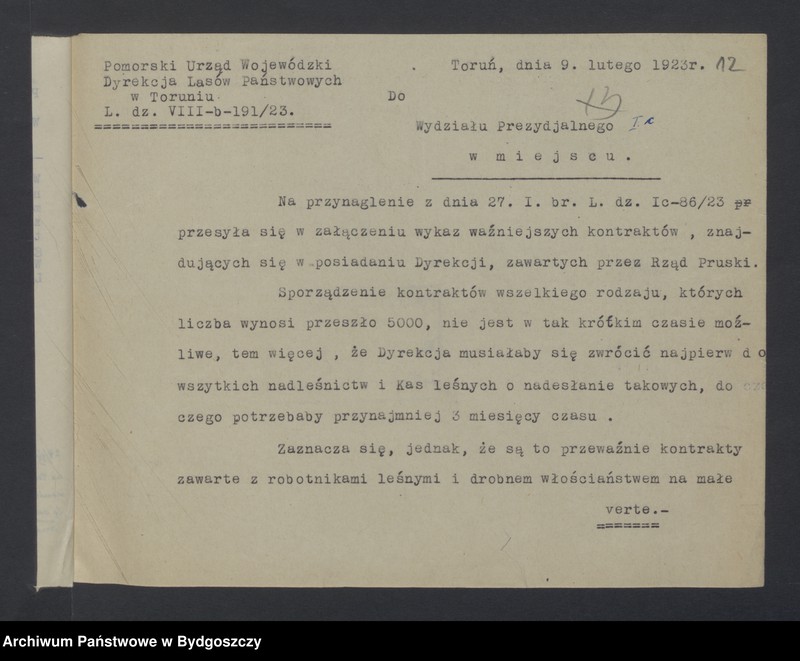 Pomorski Urząd Wojewódzki
Dyrekcja Lasów Państwowych
w Toruniu
L. dz. VIII-b-191/23.
Toruń, dnia 9. lutego 1923r. 12
Do
Wydziału Prezydjalnego
w miejscu.
Na przynaglenie z dnia 27. I. br. L. dz. Ic-86/23 pr
przesyła się w załączeniu wykaz ważniejszych kontraktów , znaj-
dujących się w posiadaniu Dyrekcji, zawartych przez Rząd Pruski.
Sporządzenie kontraktów wszelkiego rodzaju, których
liczba wynosi przeszło 5000, nie jest w tak krótkim czasie moż-
liwe, tem więcej , że Dyrekcja musiałaby się zwrócić najpierw do
wszytkich nadleśnictw i Kas leśnych o nadesłanie takowych, do
czego potrzebaby przynajmniej 3 miesięcy czasu .
Zaznacza się, jednak, że są to przeważnie kontrakty
zawarte z robotnikami leśnymi i drobnem włościaństwem na małe
verte.-
Archiwum Państwowe w Bydgoszczy